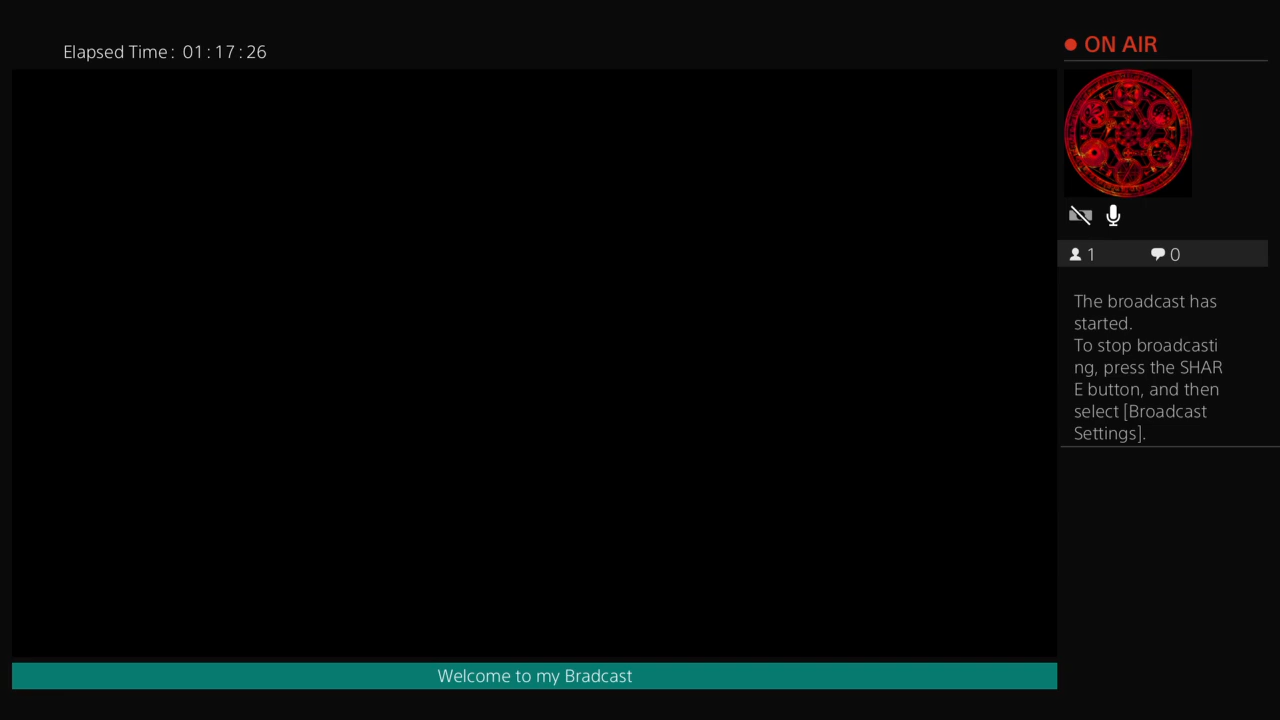 Elapsed Time: 01:17:26
ON AIR
1 0
The broadcast has
started.
To stop broadcasti
ng, press the SHAR
E button, and then
select [Broadcast
Settings].
Welcome to my Bradcast